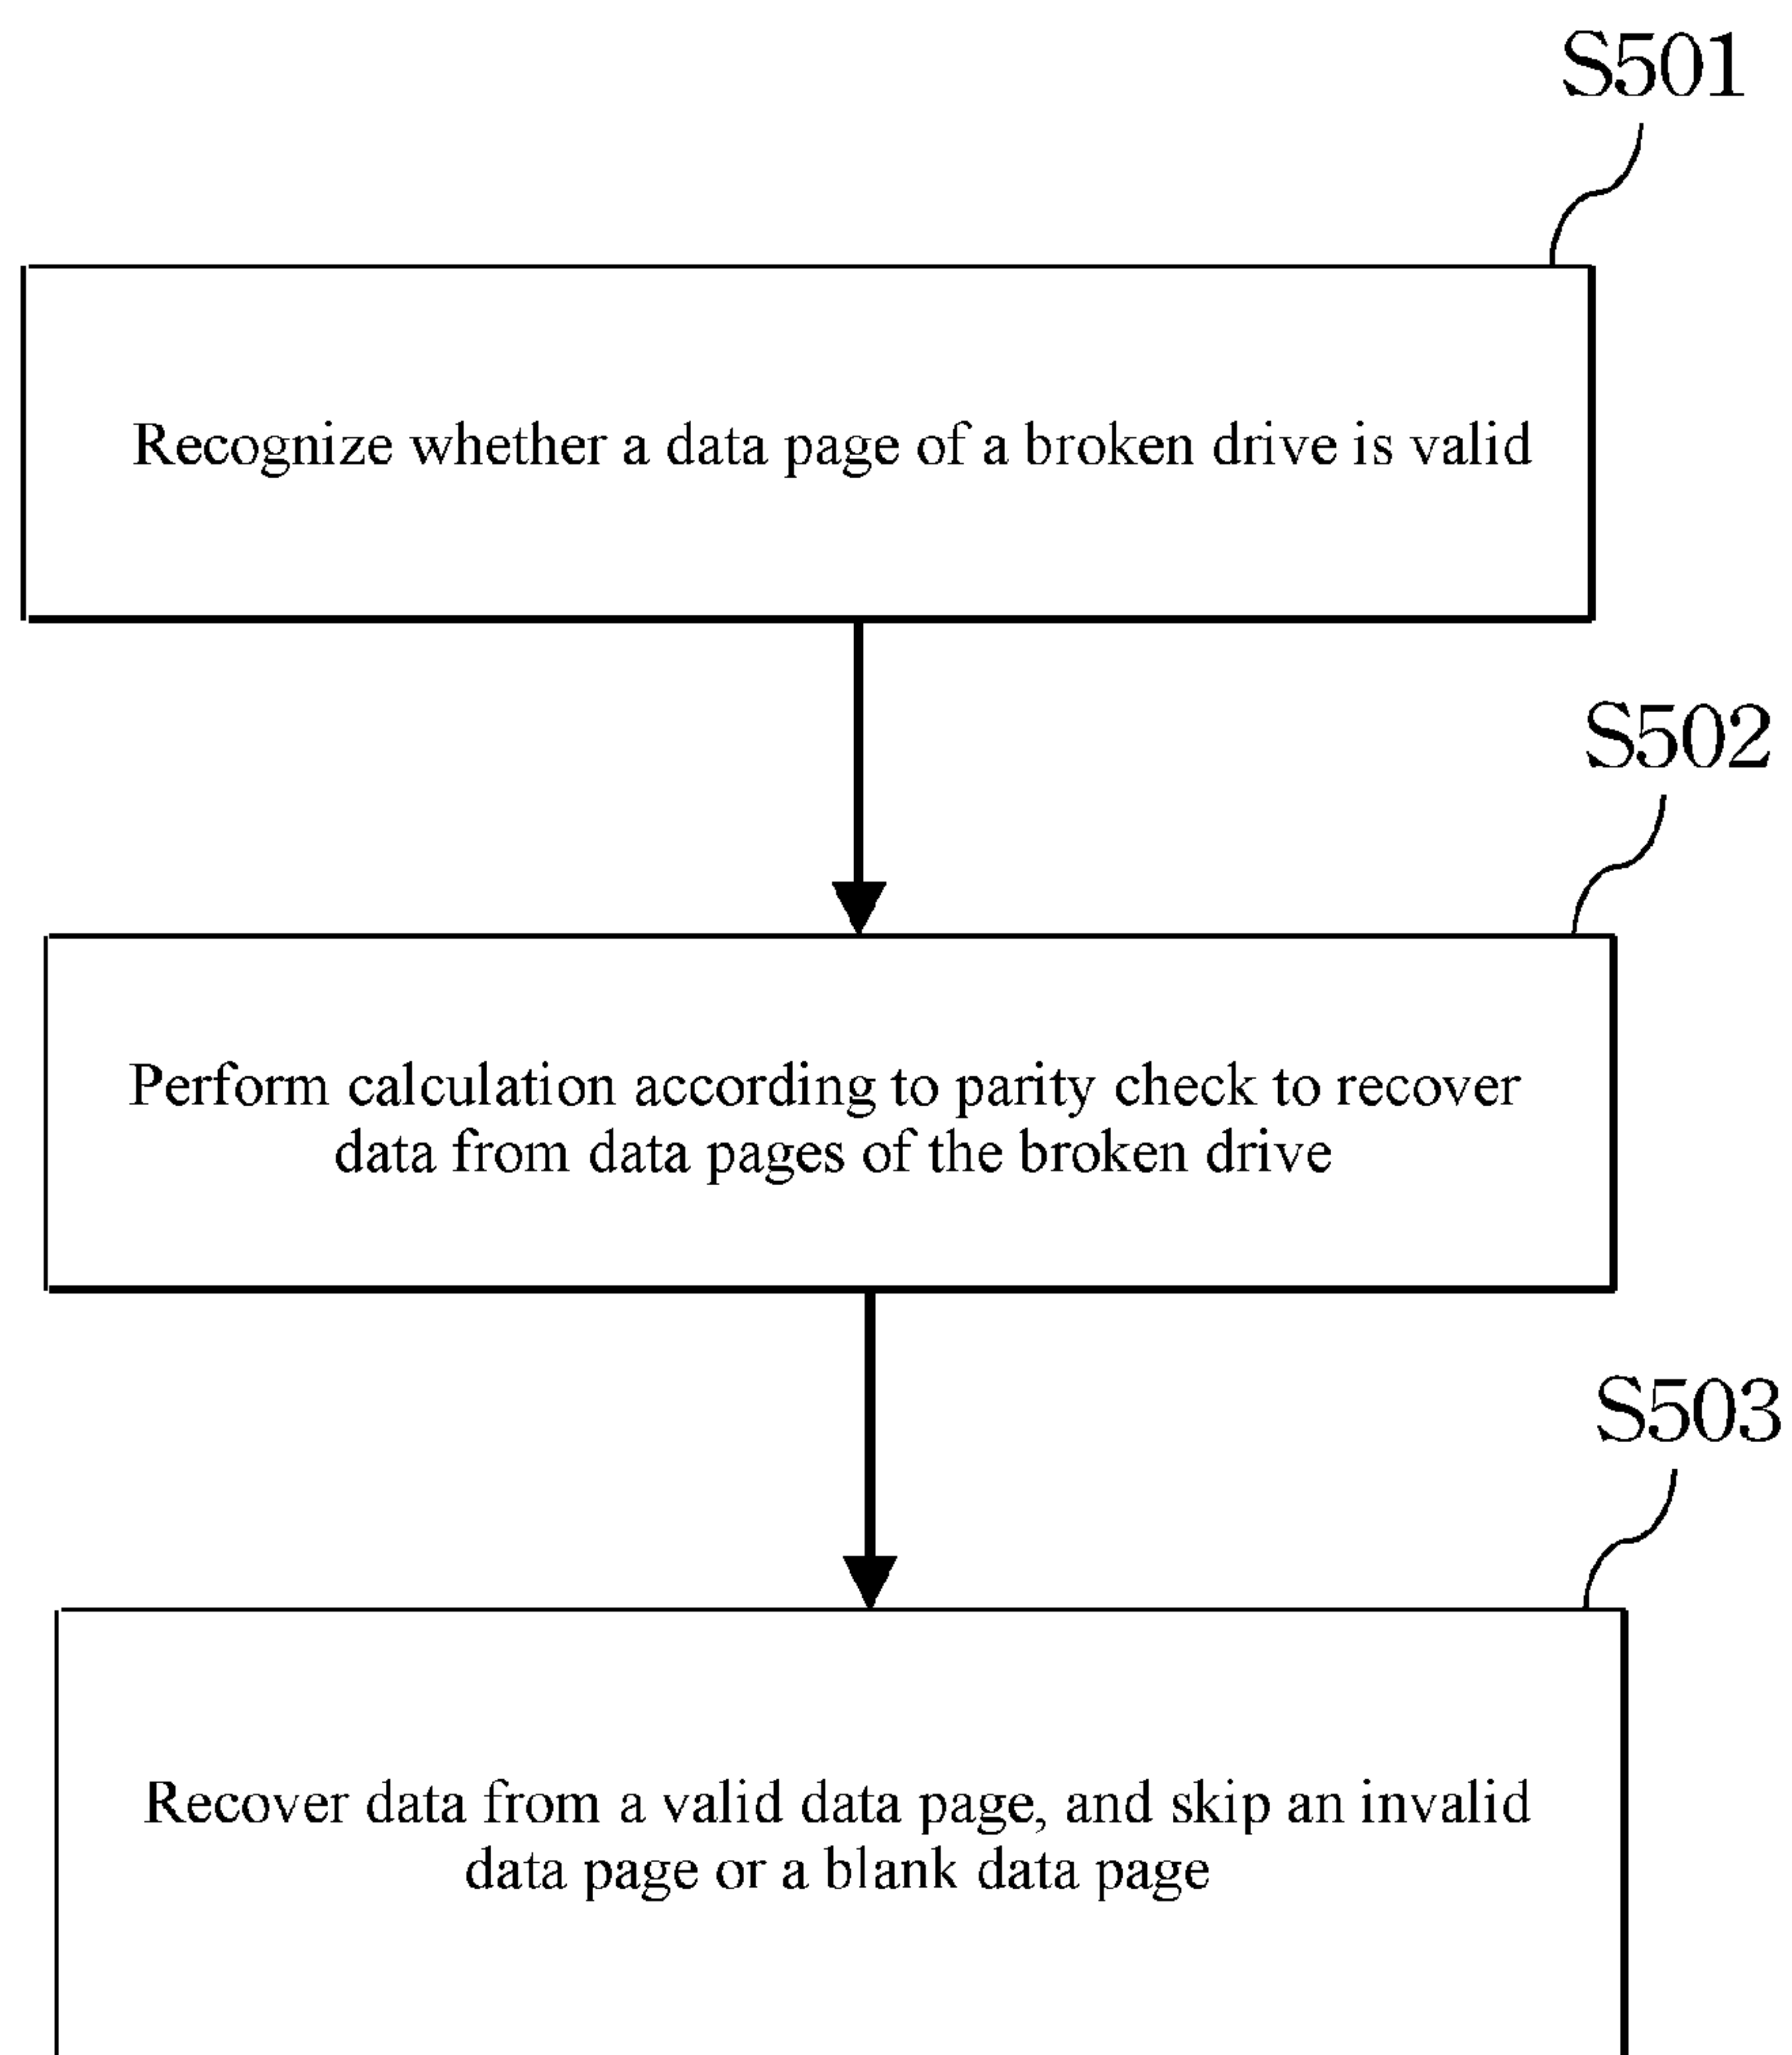 S501
Recognize whether a data page of a broken drive is valid
S502
Perform calculation according to parity check to recover
data from data pages of the broken drive
S503
Recover data from a valid data page, and skip an invalid
data page or a blank data page